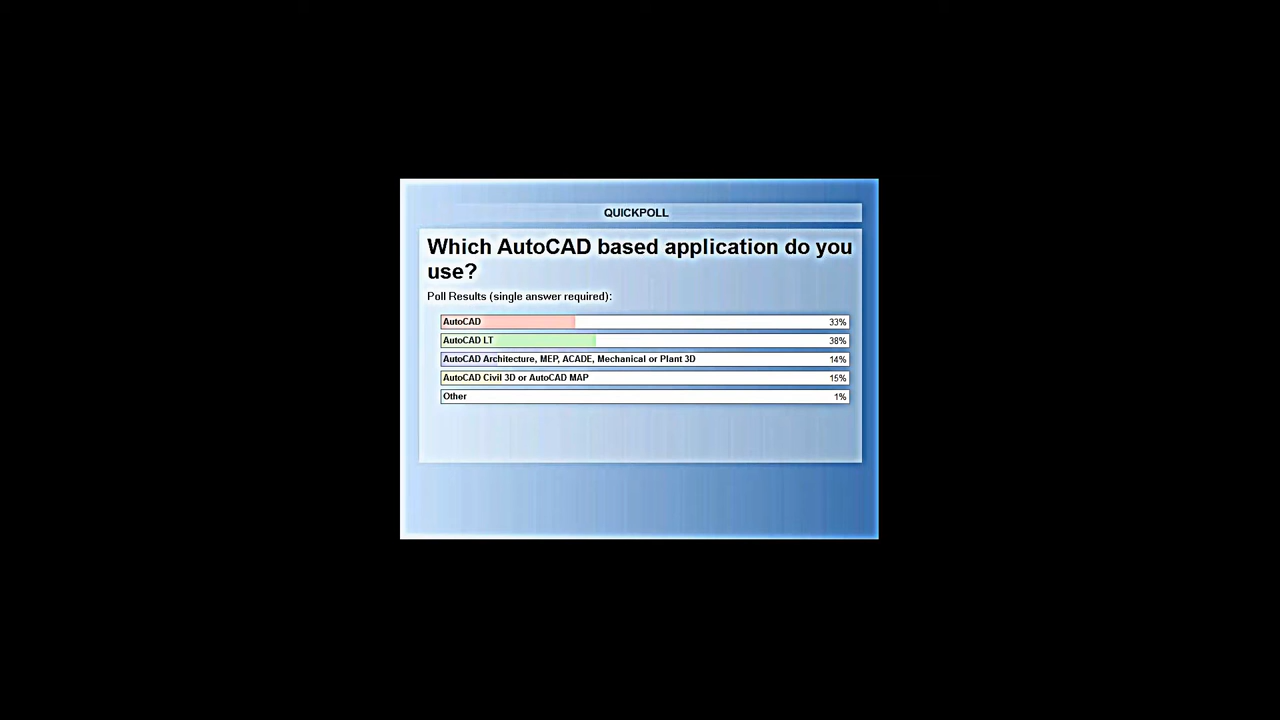 QUICKPOLL
Which AutoCAD based application do you
use?
Poll Results (single answer required):
AutoCAD 33%
AutoCAD LT 38%
AutoCAD Architecture, MEP, ACADE, Mechanical or Plant 3D 14%
AutoCAD Civil 3D or AutoCAD MAP 15%
Other 1%